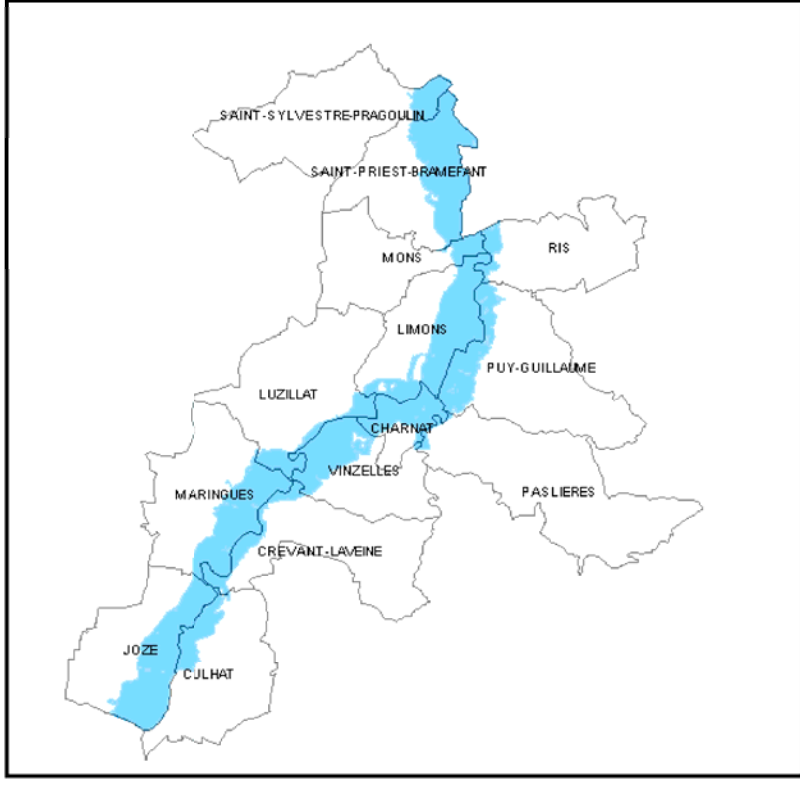 SAINT-SYLVESTRE-PRAGOULIN
SAINT-PRIEST-BRAMEFANT
RIS
MONS
LIMONS
PUY-GUILLAUME
LUZILLAT
CHARNAT
VINZELLES
MARINGUES
PASLIERES
CREVANT-LAVEINE
JOZE
CULHAT